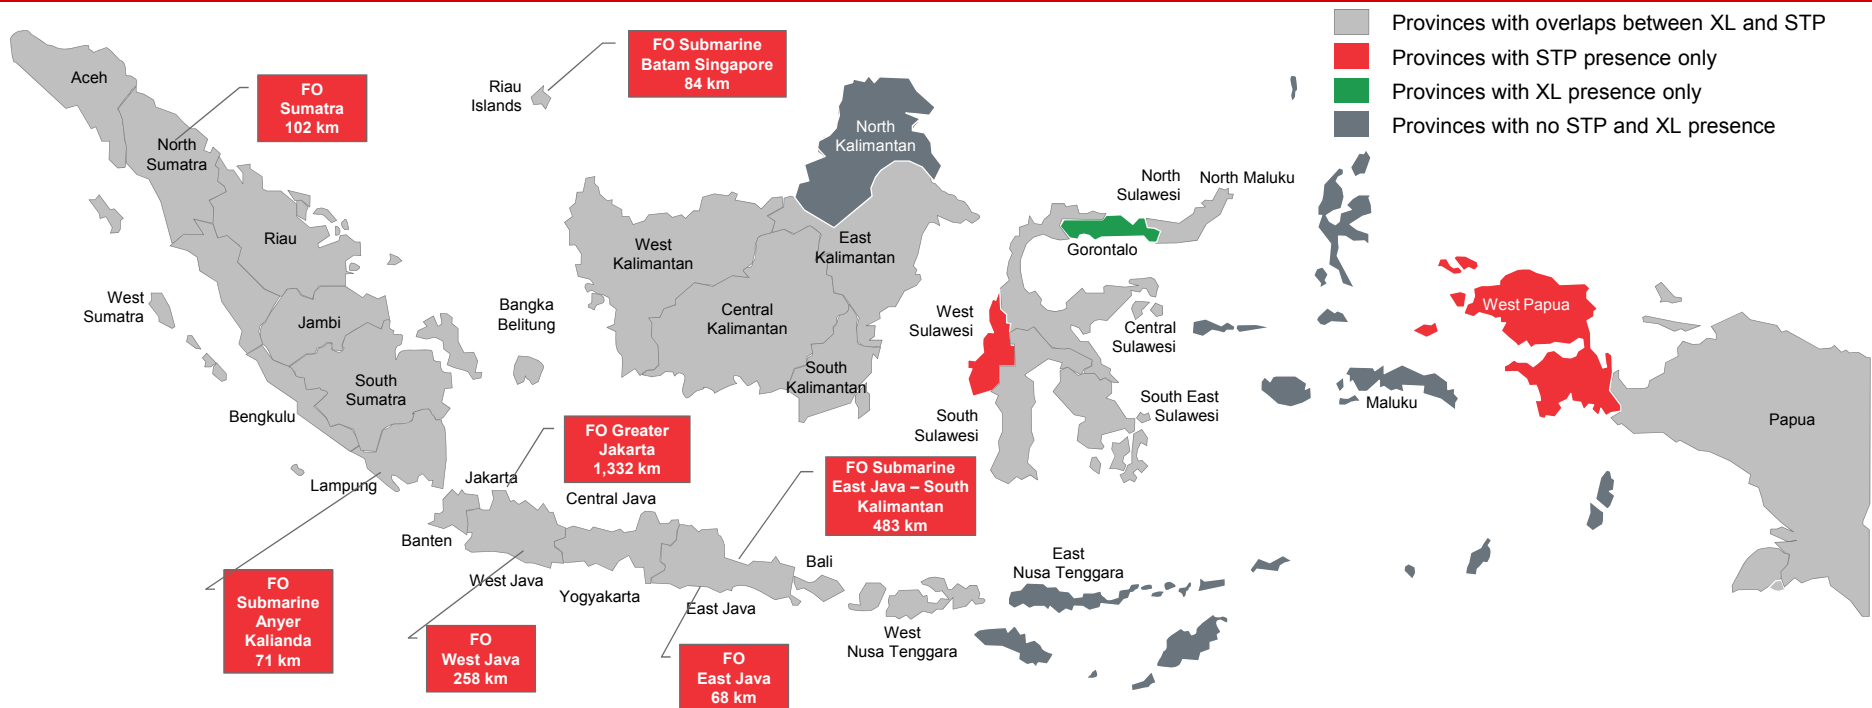 Provinces with overlaps between XL and STP
Provinces with STP presence only
Provinces with XL presence only
Provinces with no STP and XL presence
Aceh
FO
Sumatra
102 km
North
Sumatra
Riau
Islands
FO Submarine
Batam Singapore
84 km
North
Kalimantan
North
Sulawesi
North Maluku
Riau
West
Kalimantan
East
Kalimantan
Gorontalo
West
Sumatra
Jambi
Bangka
Belitung
Central
Kalimantan
West
Sulawesi
Central
Sulawesi
West Papua
South
Sumatra
South
Kalimantan
Bengkulu
South
Sulawesi
South East
Sulawesi
Maluku
Papua
FO Greater
Jakarta
1,332 km
FO Submarine
East Java – South
Kalimantan
483 km
Lampung
Jakarta
Central Java
Banten
West Java
Yogyakarta
East Java
Bali
East
Nusa Tenggara
West
Nusa Tenggara
FO
Submarine
Anyer
Kalianda
71 km
FO
West Java
258 km
FO
East Java
68 km